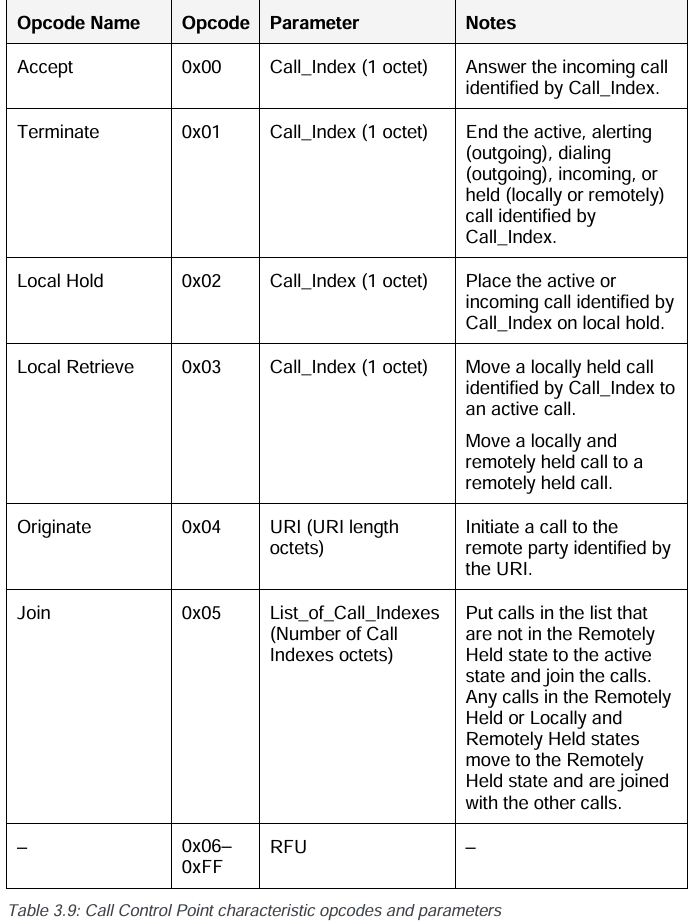 Opcode Name Opcode Parameter Notes
Accept 0x00 Call_Index (1 octet) Answer the incoming call
identified by Call_Index.
Terminate 0x01 Call_Index (1 octet) End the active, alerting
(outgoing), dialing
(outgoing), incoming, or
held (locally or remotely)
call identified by
Call_Index.
Local Hold 0x02 Call_Index (1 octet) Place the active or
incoming call identified by
Call_Index on local hold.
Local Retrieve 0x03 Call_Index (1 octet) Move a locally held call
identified by Call_Index to
an active call.
Move a locally and
remotely held call to a
remotely held call.
Originate 0x04 URI (URI length Initiate a call to the
octets) remote party identified by
the URI.
Join 0x05 List_of_Call_Indexes Put calls in the list that
(Number of Call are not in the Remotely
Indexes octets) Held state to the active
state and join the calls.
Any calls in the Remotely
Held or Locally and
Remotely Held states
move to the Remotely
Held state and are joined
with the other calls.
– 0x06– RFU –
0xFF
Table 3.9: Call Control Point characteristic opcodes and parameters